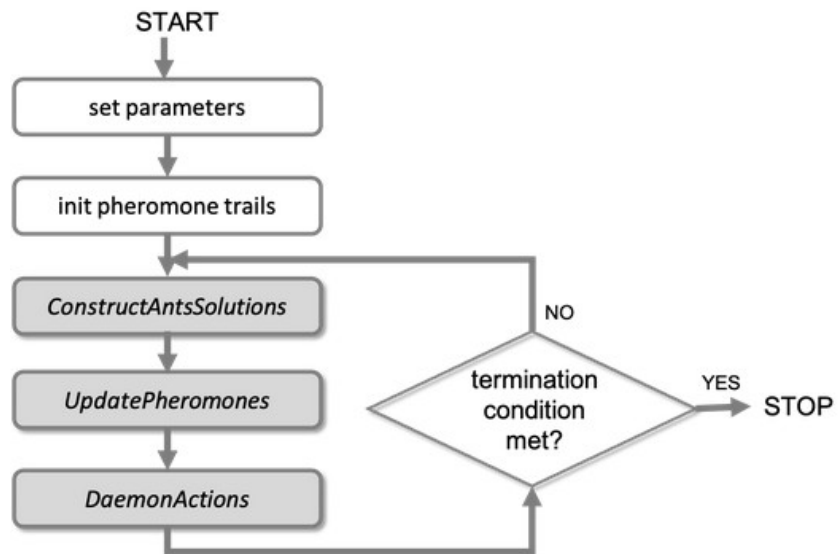 START
set parameters
init pheromone trails
ConstructAntsSolutions
UpdatePheromones
DaemonActions
NO
termination
condition
met?
YES
STOP